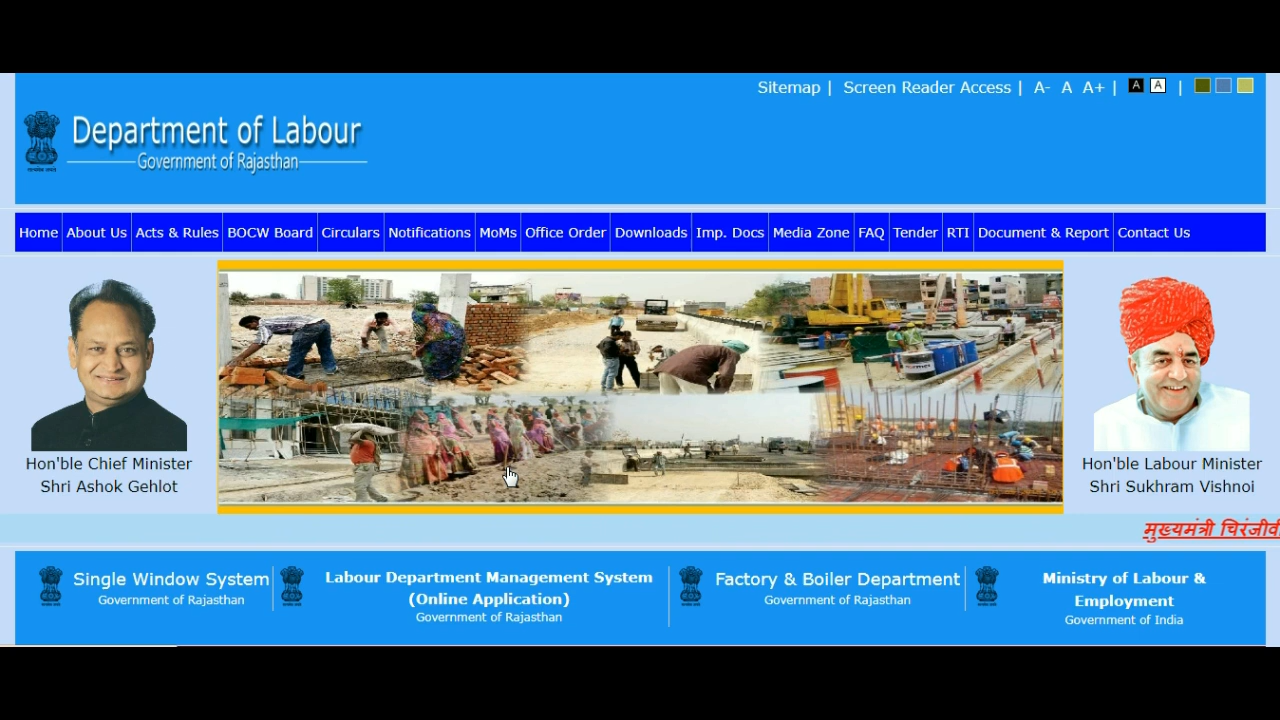 Sitemap | Screen Reader Access | A- A A+ | A A |
Department of Labour
Government of Rajasthan
Home About Us Acts & Rules BOCW Board Circulars Notifications MoMs Office Order Downloads Imp. Docs Media Zone FAQ Tender RTI Document & Report Contact Us
Hon'ble Chief Minister
Shri Ashok Gehlot
Hon'ble Labour Minister
Shri Sukhram Vishnoi
मुख्यमंत्री चिरंजीवी
Single Window System
Government of Rajasthan
Labour Department Management System
(Online Application)
Government of Rajasthan
Factory & Boiler Department
Government of Rajasthan
Ministry of Labour &
Employment
Government of India